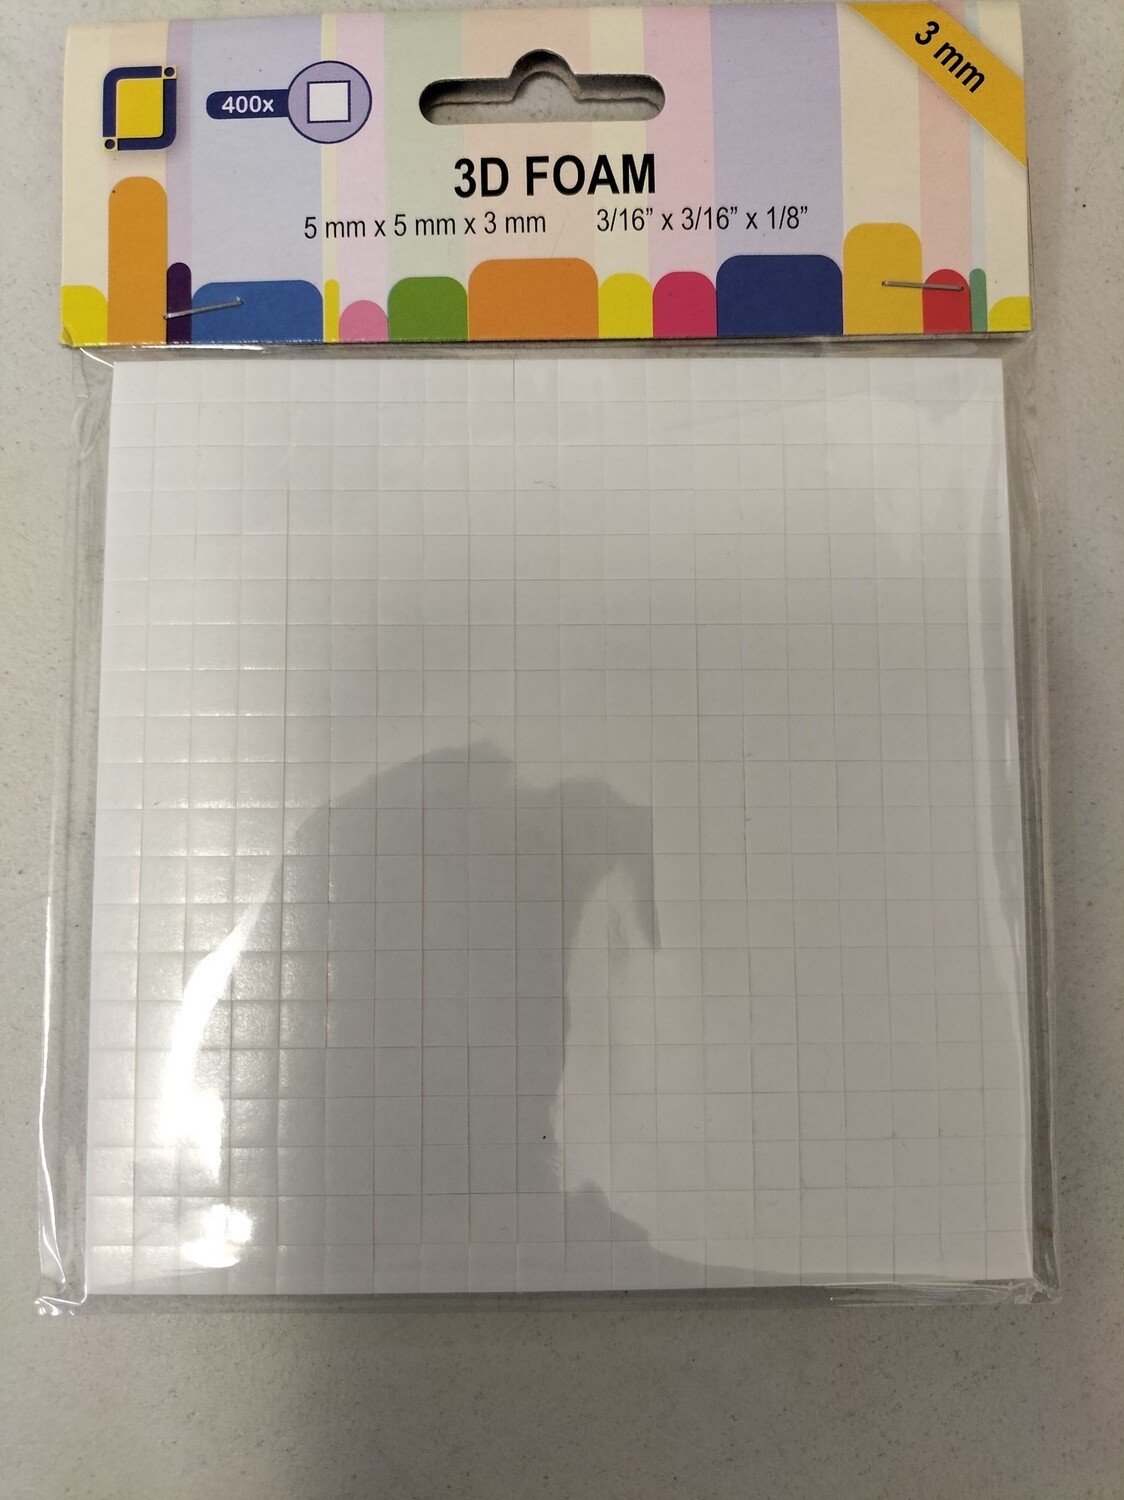 3 mm
400x
3D FOAM
5 mm x 5 mm x 3 mm 3/16” x 3/16” x 1/8”